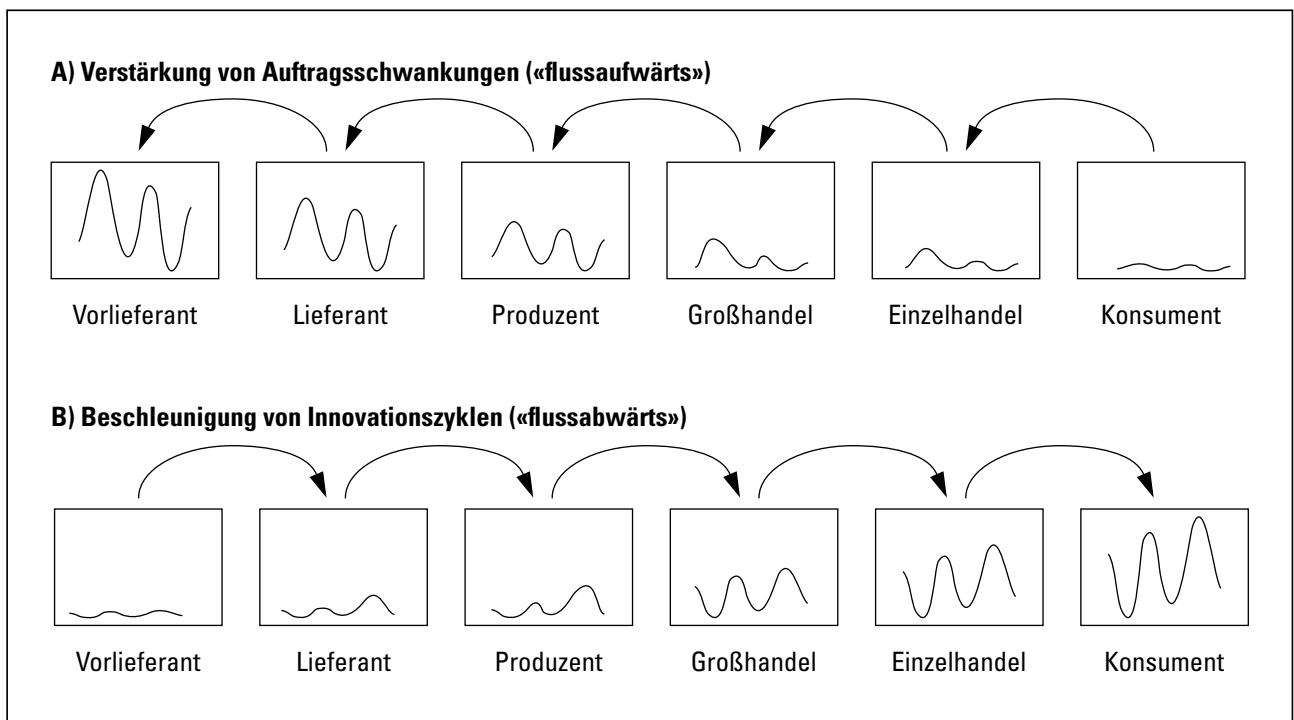 A) Verstärkung von Auftragsschwankungen («flussaufwärts»)
Vorlieferant Lieferant Produzent Großhandel Einzelhandel Konsument
B) Beschleunigung von Innovationszyklen («flussabwärts»)
Vorlieferant Lieferant Produzent Großhandel Einzelhandel Konsument